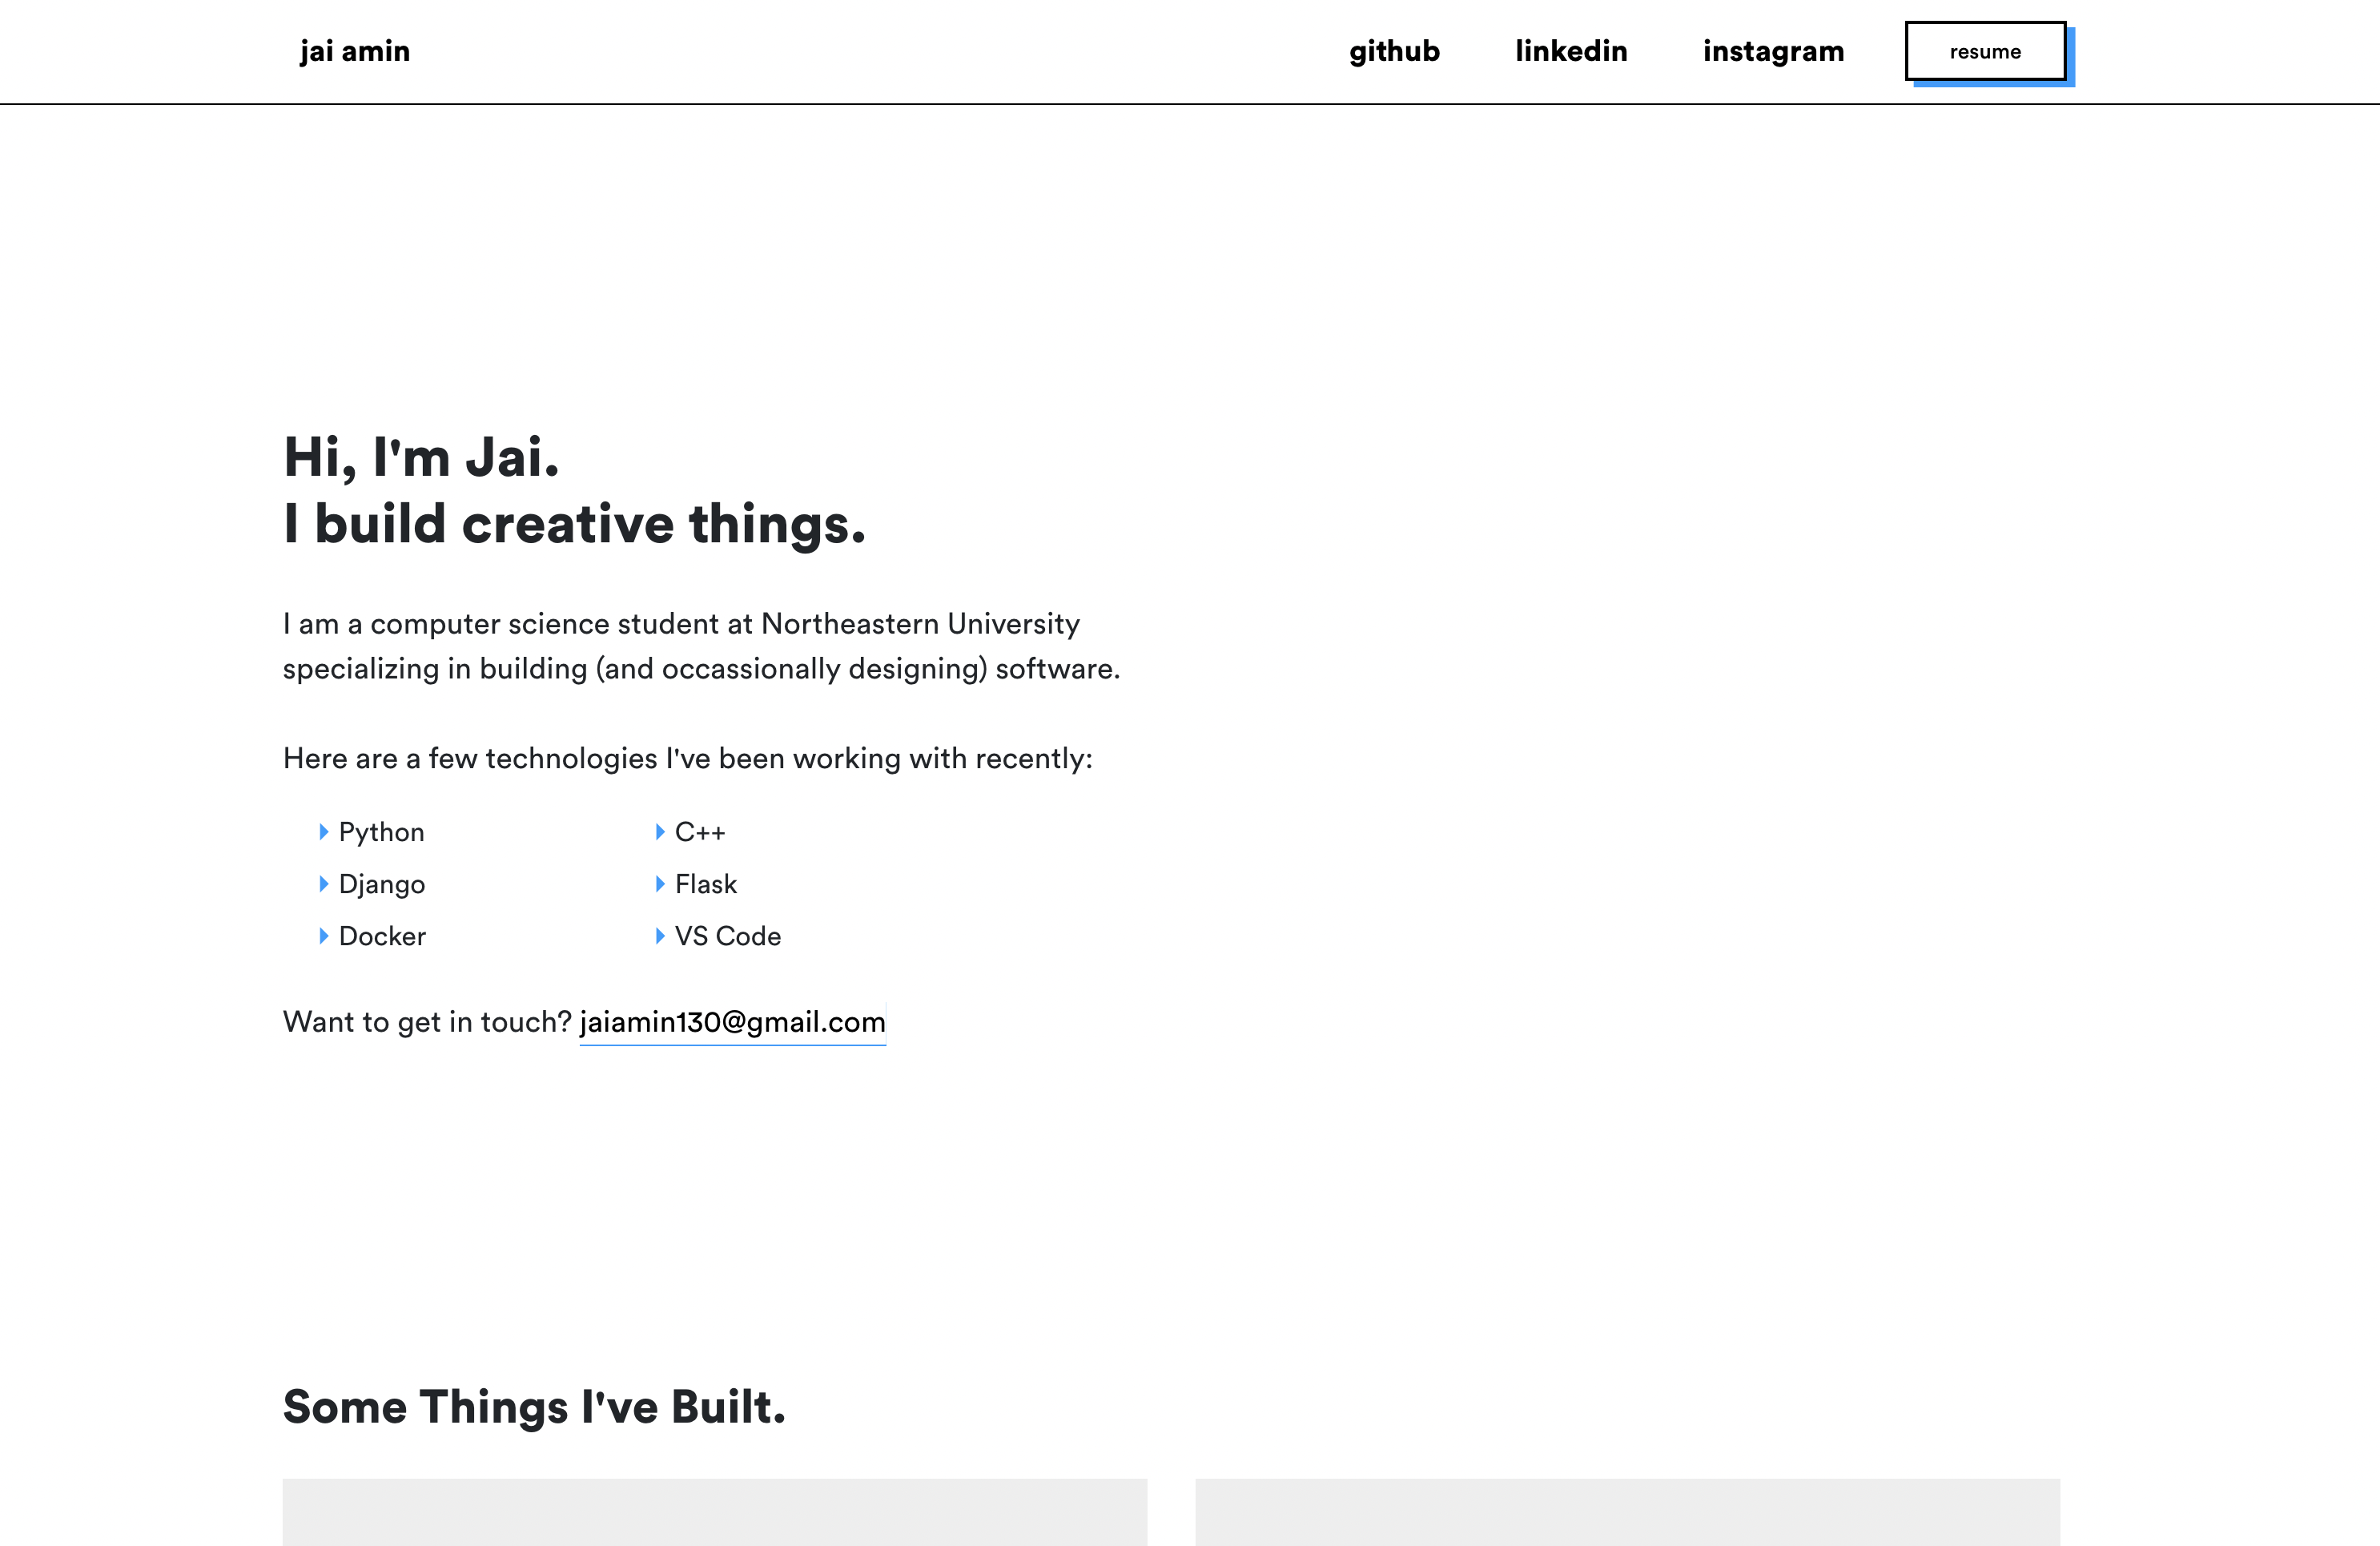 jai amin
github
linkedin
instagram
resume
Hi, I'm Jai.
I build creative things.
I am a computer science student at Northeastern University
specializing in building (and occassionally designing) software.
Here are a few technologies I've been working with recently:
Python
C++
Django
Flask
Docker
VS Code
Want to get in touch? jaiamin130@gmail.com
Some Things I've Built.